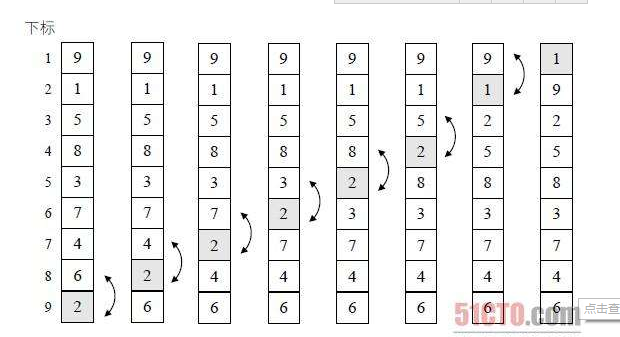 下标
1 9 9 9 9 9 9 9 1
2 1 1 1 1 1 1 1 9
3 5 5 5 5 5 5 2 2
4 8 8 8 8 8 2 5 5
5 3 3 3 3 2 8 8 8
6 7 7 7 2 3 3 3 3
7 4 4 2 7 7 7 7 7
8 6 2 4 4 4 4 4 4
9 2 6 6 6 6 6 6 6
51CTO.com
点击查